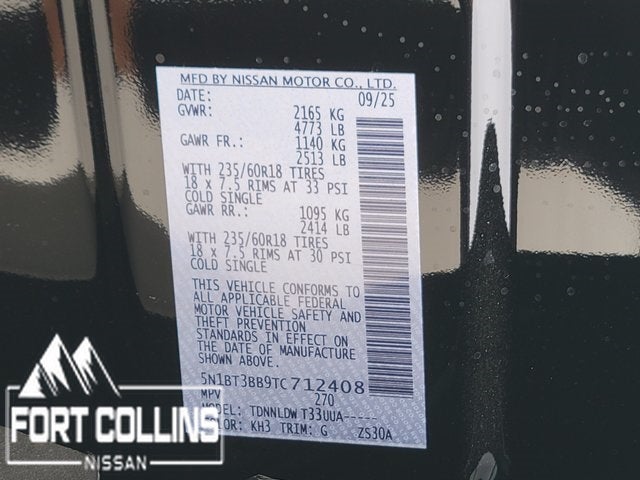 MFD BY NISSAN MOTOR CO., LTD.
DATE: 09/25
GVWR: 2165 KG
4773 LB
GAWR FR.: 1140 KG
2513 LB
WITH 235/60R18 TIRES
18 x 7.5 RIMS AT 33 PSI
COLD SINGLE
GAWR RR.: 1095 KG
2414 LB
WITH 235/60R18 TIRES
18 x 7.5 RIMS AT 30 PSI
COLD SINGLE
THIS VEHICLE CONFORMS TO
ALL APPLICABLE FEDERAL
MOTOR VEHICLE SAFETY AND
THEFT PREVENTION
STANDARDS IN EFFECT ON
THE DATE OF MANUFACTURE
SHOWN ABOVE.
5N1BT3BB9TC712408
MPV 270
MODEL: TDNNLDW T33UUA-----
COLOR: KH3 TRIM: G ZS30A
FORT COLLINS
NISSAN